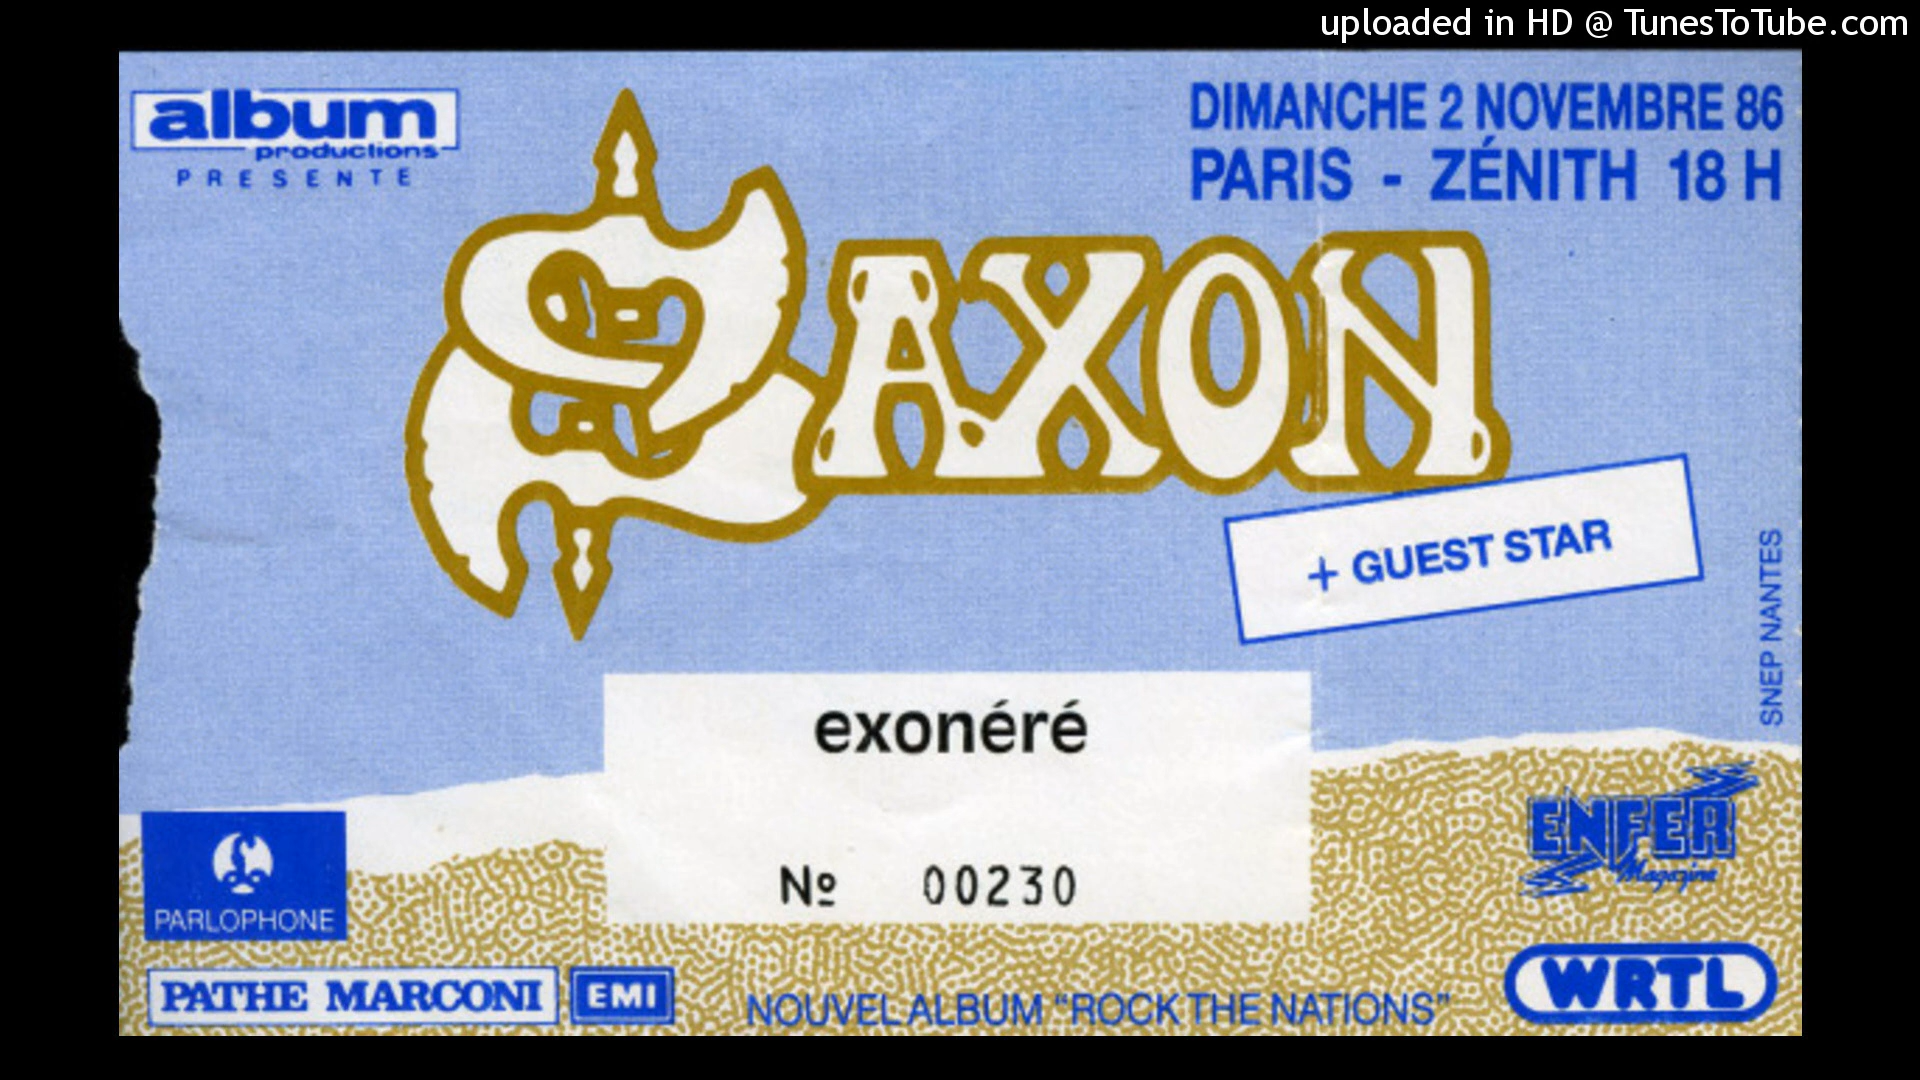 uploaded in HD @ TunesToTube.com
album
productions
PRESENTE
DIMANCHE 2 NOVEMBRE 86
PARIS - ZÉNITH 18 H
SAXON
+ GUEST STAR
SNEP NANTES
exonéré
Nº 00230
ENFER
Magazine
PARLOPHONE
PATHE MARCONI EMI
NOUVEL ALBUM "ROCK THE NATIONS"
WRTL